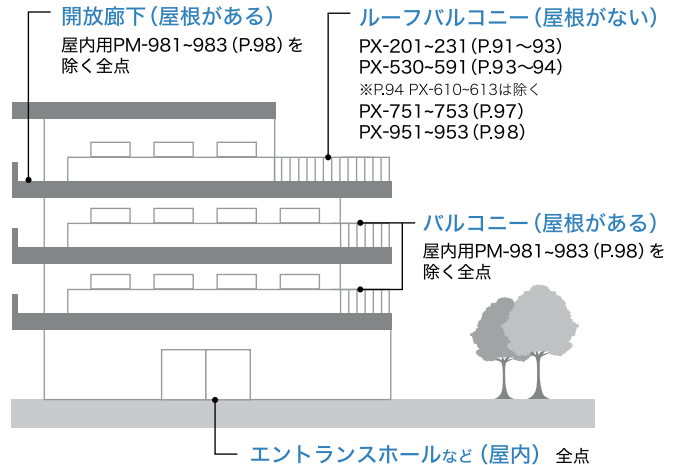 開放廊下（屋根がある）
屋内用PM-981~983（P.98）を
除く全点
ルーフバルコニー（屋根がない）
PX-201~231（P.91〜93）
PX-530~591（P.93〜94）
※P.94 PX-610~613は除く
PX-751~753（P.97）
PX-951~953（P.98）
バルコニー（屋根がある）
屋内用PM-981~983（P.98）を
除く全点
エントランスホールなど（屋内） 全点